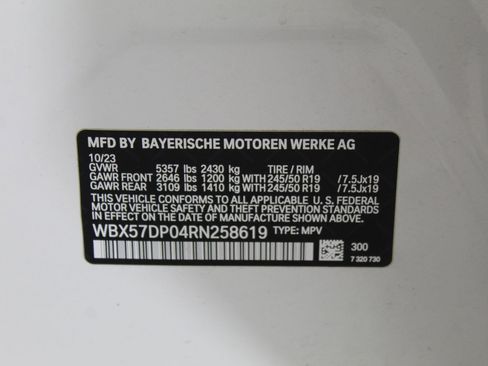 MFD BY BAYERISCHE MOTOREN WERKE AG
10/23
GVWR 5357 lbs 2430 kg TIRE / RIM
GAWR FRONT 2646 lbs 1200 kg WITH 245/50 R19 /7.5Jx19
GAWR REAR 3109 lbs 1410 kg WITH 245/50 R19 /7.5Jx19
THIS VEHICLE CONFORMS TO ALL APPLICABLE U. S. FEDERAL
MOTOR VEHICLE SAFETY, BUMPER, AND THEFT PREVENTION
STANDARDS IN EFFECT ON THE DATE OF MANUFACTURE SHOWN ABOVE.
WBX57DP04RN258619 TYPE: MPV
300
7 320 730